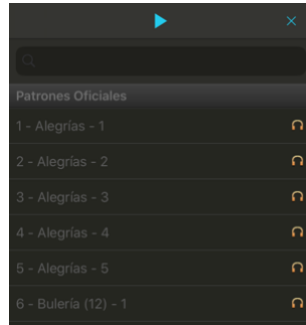 Patrones Oficiales
1 - Alegrías - 1
2 - Alegrías - 2
3 - Alegrías - 3
4 - Alegrías - 4
5 - Alegrías - 5
6 - Bulería (12) - 1